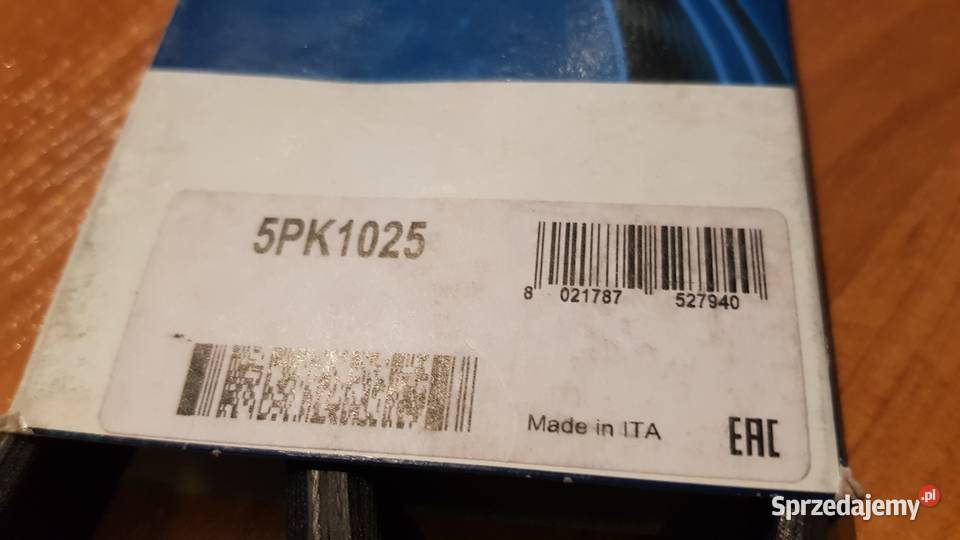 5PK1025
8 021787 527940
Made in ITA
EAC
Sprzedajemy.pl